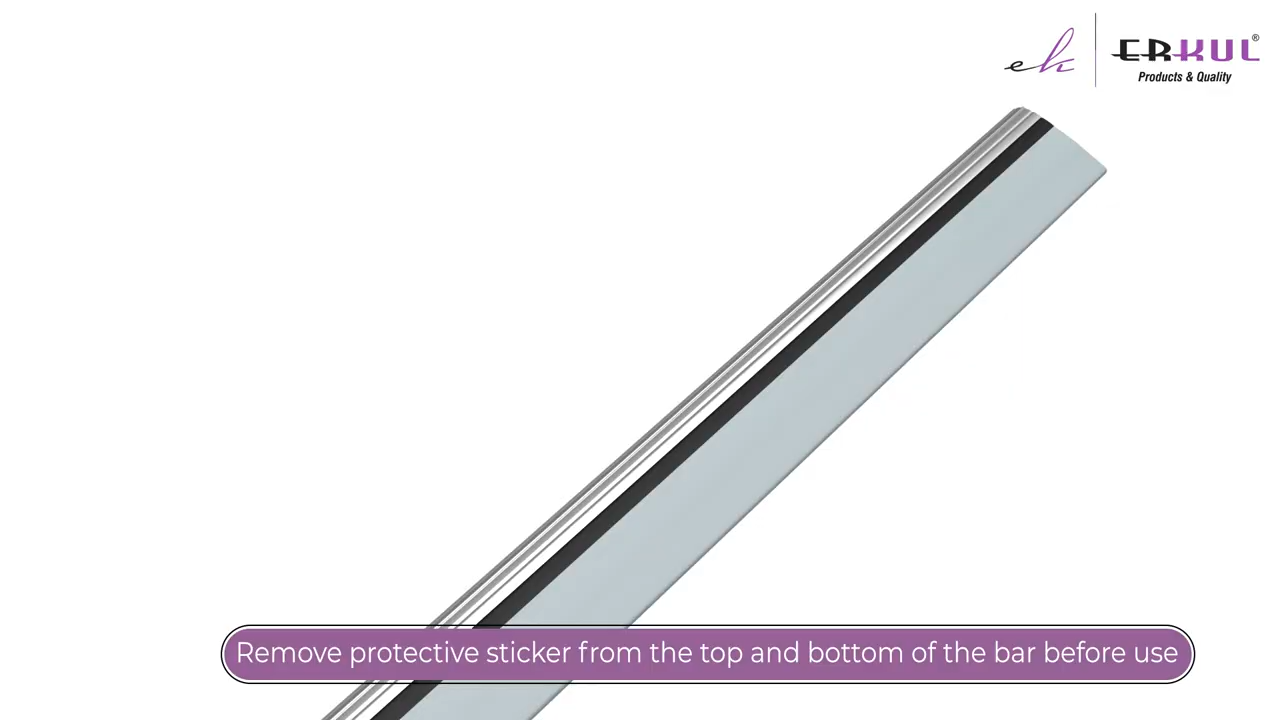 ek
ERKUL®
Products & Quality
Remove protective sticker from the top and bottom of the bar before use